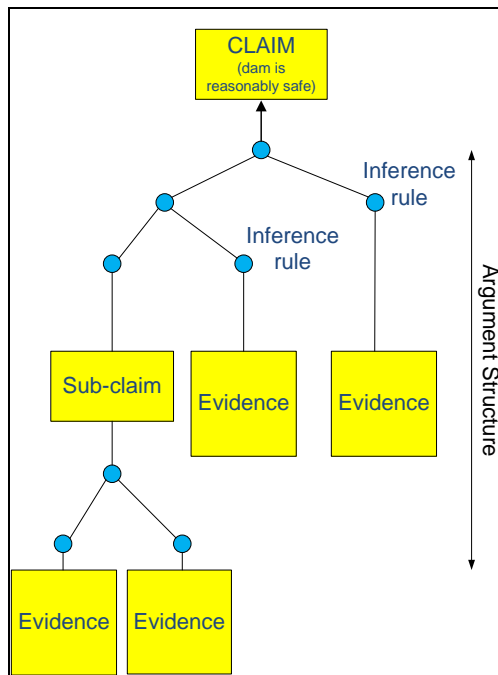 CLAIM
(dam is
reasonably safe)
Inference
rule
Inference
rule
Argument Structure
Sub-claim
Evidence
Evidence
Evidence
Evidence